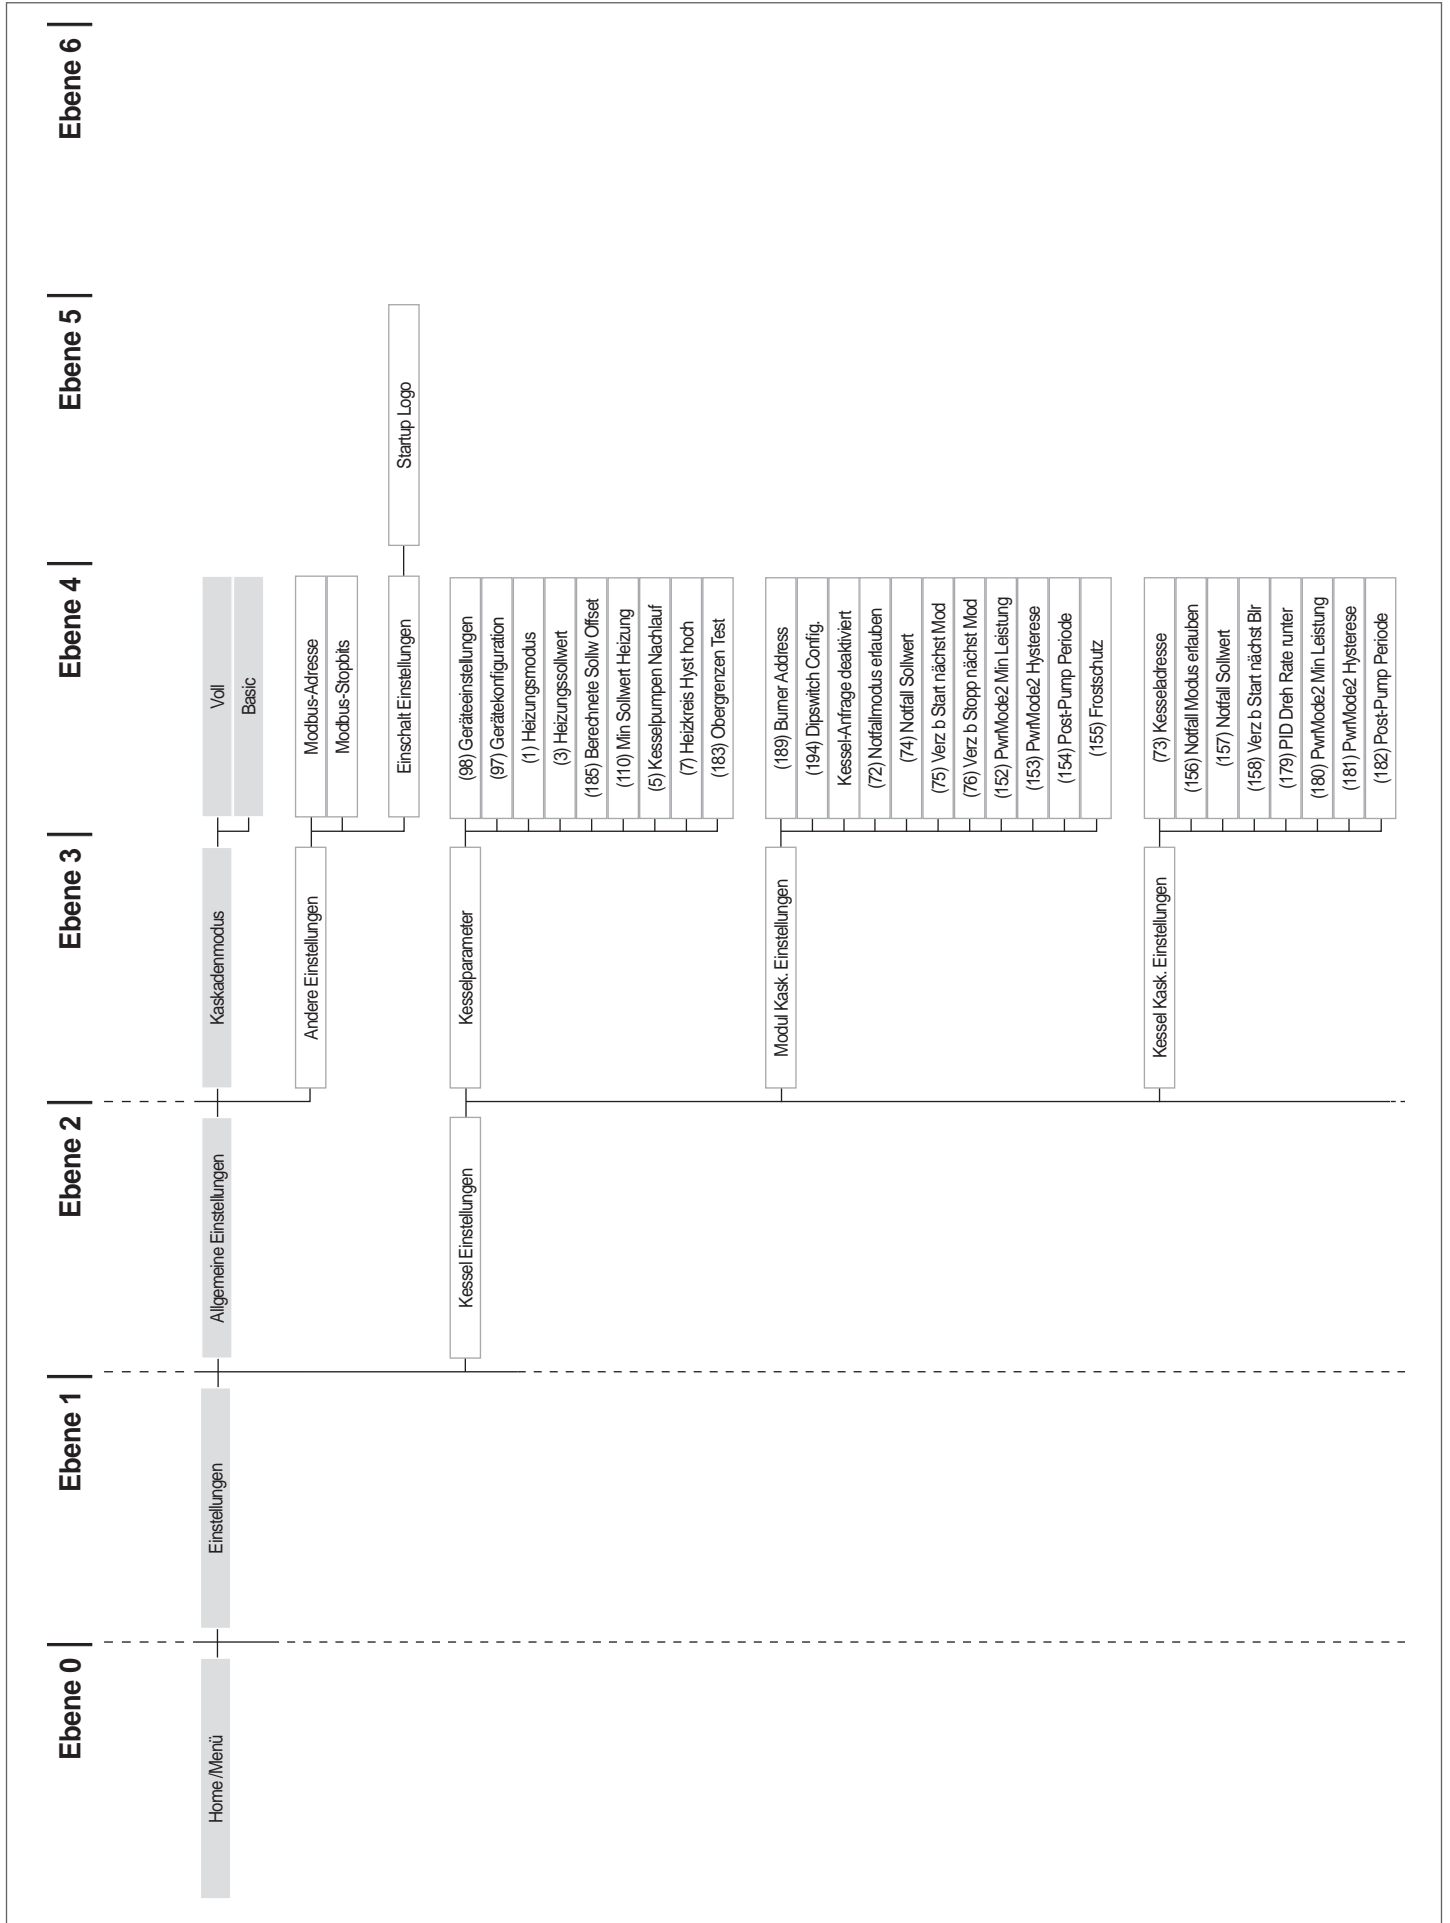 Ebene 0
Ebene 1
Ebene 2
Ebene 3
Ebene 4
Ebene 5
Ebene 6
Home /Menü
Einstellungen
Allgemeine Einstellungen
Kaskadenmodus
Voll
Basic
Andere Einstellungen
Modbus-Adresse
Modbus-Stopbits
Einschalt Einstellungen
Startup Logo
Kessel Einstellungen
Kesselparameter
(98) Geräteeinstellungen
(97) Gerätekonfiguration
(1) Heizungsmodus
(3) Heizungssollwert
(185) Berechnete Sollw Offset
(110) Min Sollwert Heizung
(5) Kesselpumpen Nachlauf
(7) Heizkreis Hyst hoch
(183) Obergrenzen Test
Modul Kask. Einstellungen
(189) Burner Address
(194) Dipswitch Config.
Kessel-Anfrage deaktiviert
(72) Notfallmodus erlauben
(74) Notfall Sollwert
(75) Verz b Start nächst Mod
(76) Verz b Stopp nächst Mod
(152) PwrMode2 Min Leistung
(153) PwrMode2 Hysterese
(154) Post-Pump Periode
(155) Frostschutz
Kessel Kask. Einstellungen
(73) Kesseladresse
(156) Notfall Modus erlauben
(157) Notfall Sollwert
(158) Verz b Start nächst Blr
(179) PID Dreh Rate runter
(180) PwrMode2 Min Leistung
(181) PwrMode2 Hysterese
(182) Post-Pump Periode